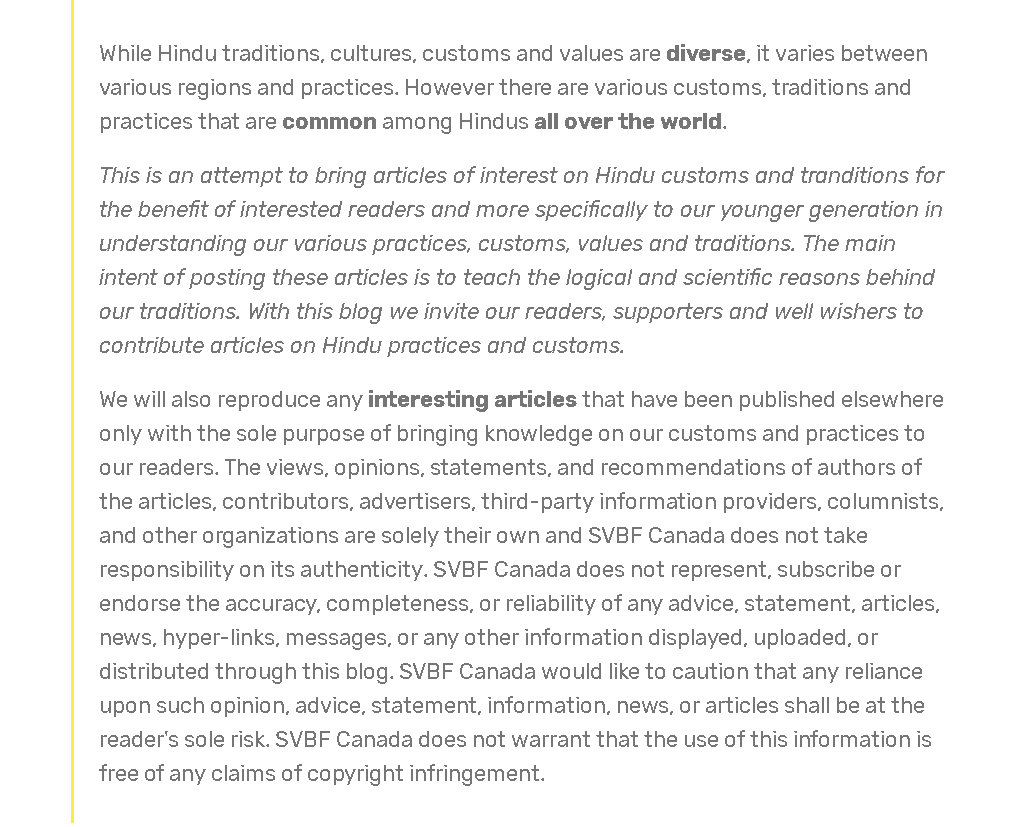 While Hindu traditions, cultures, customs and values are diverse, it varies between
various regions and practices. However there are various customs, traditions and
practices that are common among Hindus all over the world.
This is an attempt to bring articles of interest on Hindu customs and tranditions for
the benefit of interested readers and more specifically to our younger generation in
understanding our various practices, customs, values and traditions. The main
intent of posting these articles is to teach the logical and scientific reasons behind
our traditions. With this blog we invite our readers, supporters and well wishers to
contribute articles on Hindu practices and customs.
We will also reproduce any interesting articles that have been published elsewhere
only with the sole purpose of bringing knowledge on our customs and practices to
our readers. The views, opinions, statements, and recommendations of authors of
the articles, contributors, advertisers, third-party information providers, columnists,
and other organizations are solely their own and SVBF Canada does not take
responsibility on its authenticity. SVBF Canada does not represent, subscribe or
endorse the accuracy, completeness, or reliability of any advice, statement, articles,
news, hyper-links, messages, or any other information displayed, uploaded, or
distributed through this blog. SVBF Canada would like to caution that any reliance
upon such opinion, advice, statement, information, news, or articles shall be at the
reader's sole risk. SVBF Canada does not warrant that the use of this information is
free of any claims of copyright infringement.